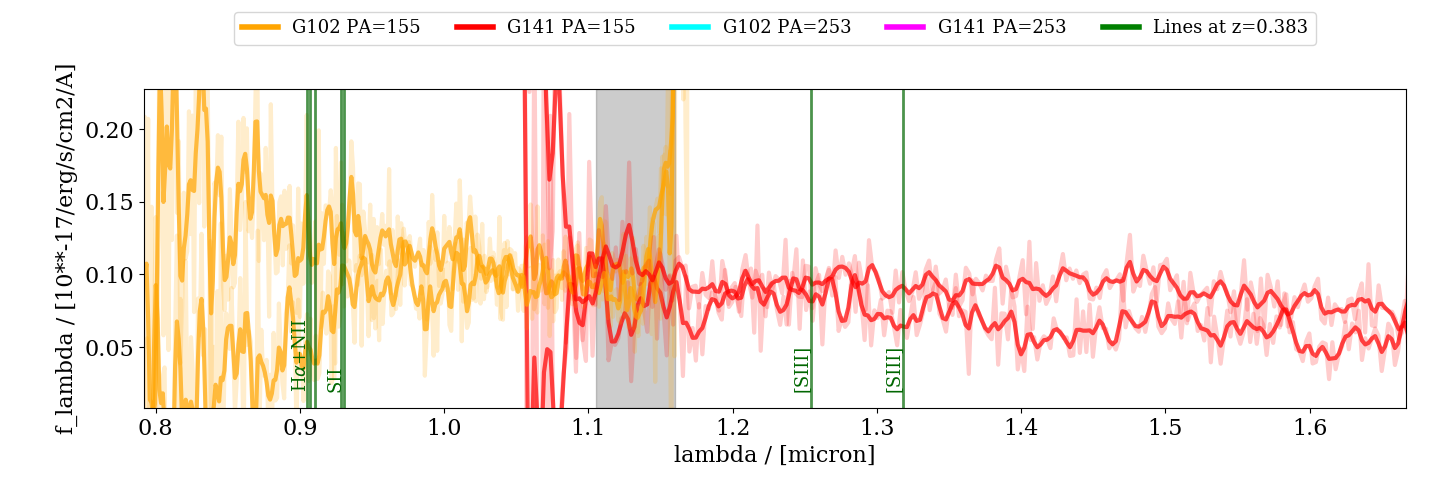 G102 PA=155 G141 PA=155 G102 PA=253 G141 PA=253 Lines at z=0.383
f_lambda / [10**-17/erg/s/cm2/A]
0.20
0.15
0.10
0.05
Hα+NII
SII
[SIII]
[SIII]
0.8 0.9 1.0 1.1 1.2 1.3 1.4 1.5 1.6
lambda / [micron]